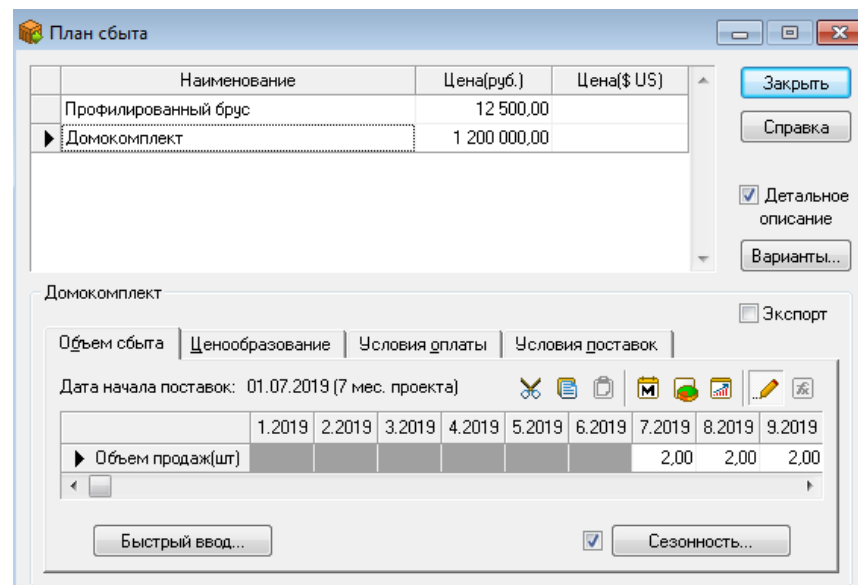 План сбыта
Наименование Цена(руб.) Цена($ US)
Закрыть
Профилированный брус 12 500,00
Справка
Домокомплект 1 200 000,00
Детальное
описание
Варианты...
Домокомплект
Экспорт
Объем сбыта Ценообразование Условия оплаты Условия поставок
Дата начала поставок: 01.07.2019 (7 мес. проекта)
1.2019 2.2019 3.2019 4.2019 5.2019 6.2019 7.2019 8.2019 9.2019
Объем продаж(шт) 2,00 2,00 2,00
Быстрый ввод... Сезонность...